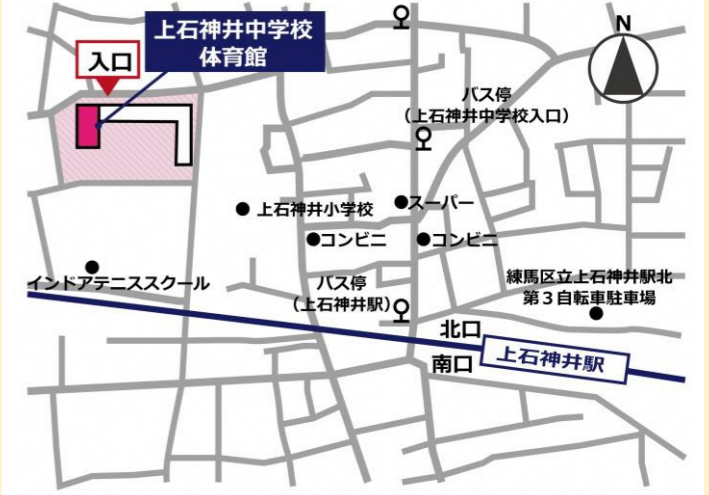 上石神井中学校
体育館
入口
N
バス停
（上石神井中学校入口）
スーパー
上石神井小学校
コンビニ
コンビニ
インドアテニススクール
バス停
（上石神井駅）
練馬区立上石神井駅北
第３自転車駐車場
北口
南口
上石神井駅